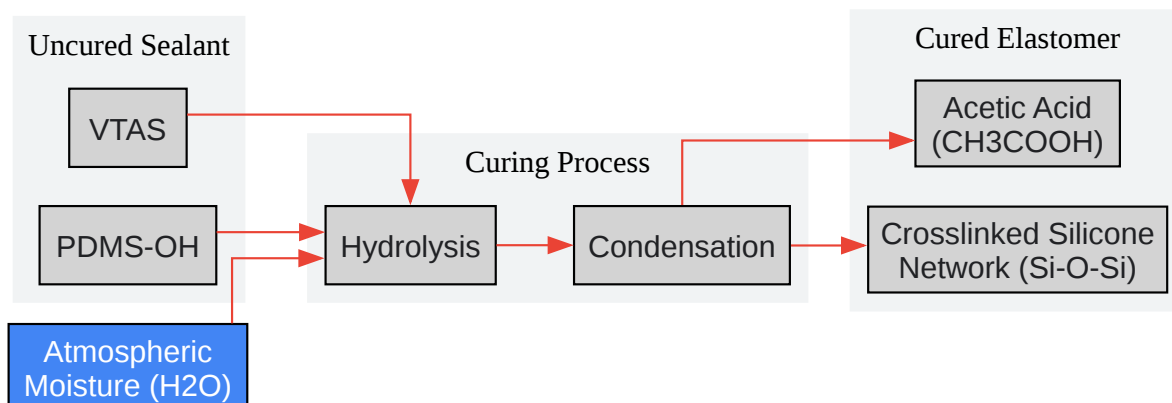 Uncured Sealant
VTAS
PDMS-OH
Atmospheric
Moisture (H2O)
Curing Process
Hydrolysis
Condensation
Cured Elastomer
Acetic Acid
(CH3COOH)
Crosslinked Silicone
Network (Si-O-Si)